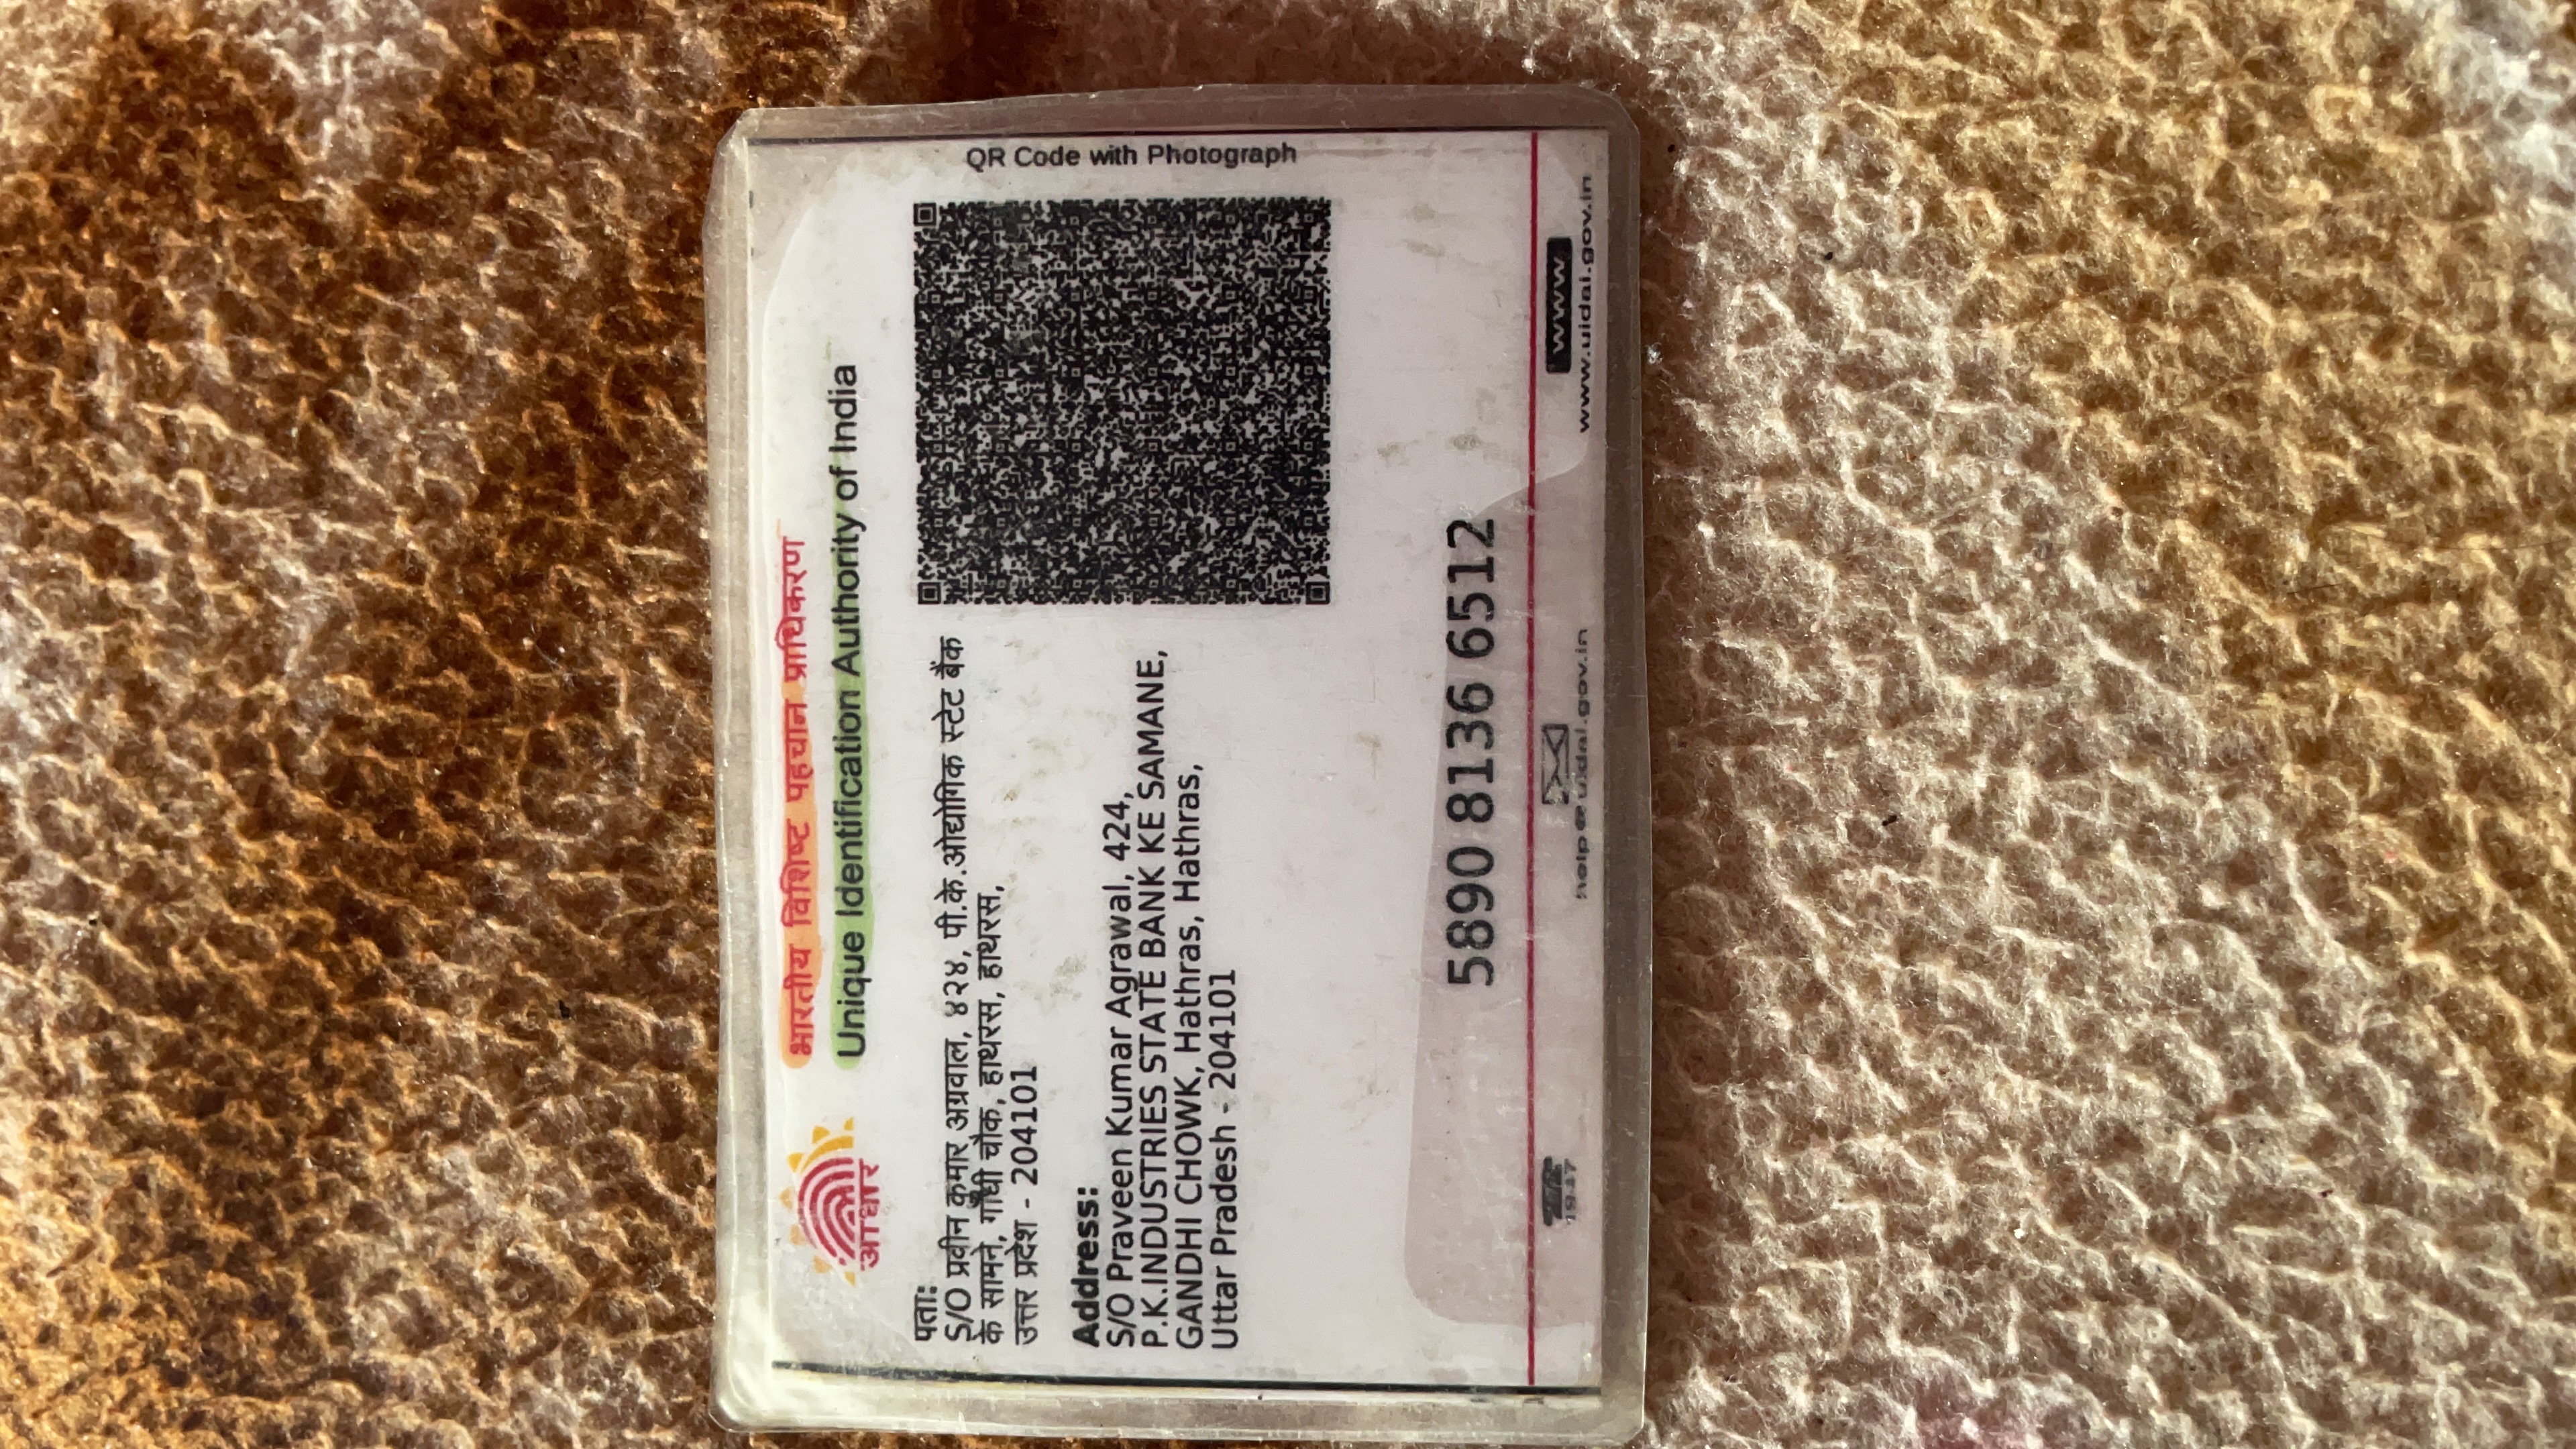 भारतीय विशिष्ट पहचान प्राधिकरण
Unique Identification Authority of India
आधार
पता:
S/O प्रवीन कुमार अग्रवाल, ४२४, पी.के.ओद्योगिक स्टेट बैंक
के सामने, गाँधी चौक, हाथरस, हाथरस,
उत्तर प्रदेश - 204101
Address:
S/O Praveen Kumar Agrawal, 424,
P.K.INDUSTRIES STATE BANK KE SAMANE,
GANDHI CHOWK, Hathras, Hathras,
Uttar Pradesh - 204101
QR Code with Photograph
5890 8136 6512
1947
help@uidai.gov.in
www
www.uidai.gov.in